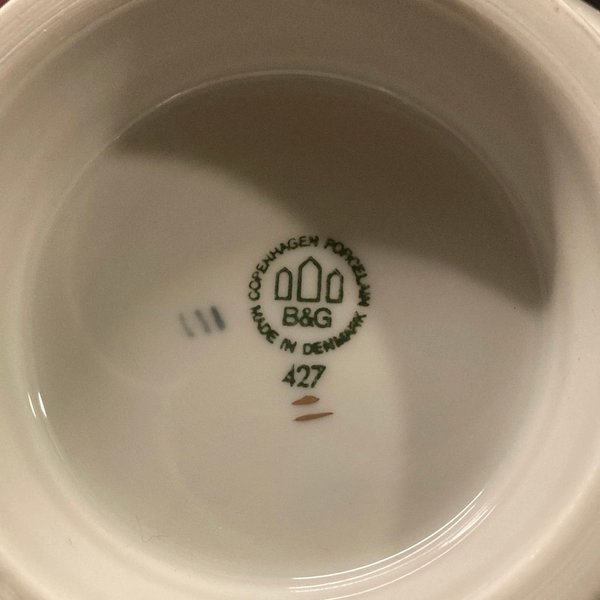 COPENHAGEN PORCELAIN
B&G
MADE IN DENMARK
427